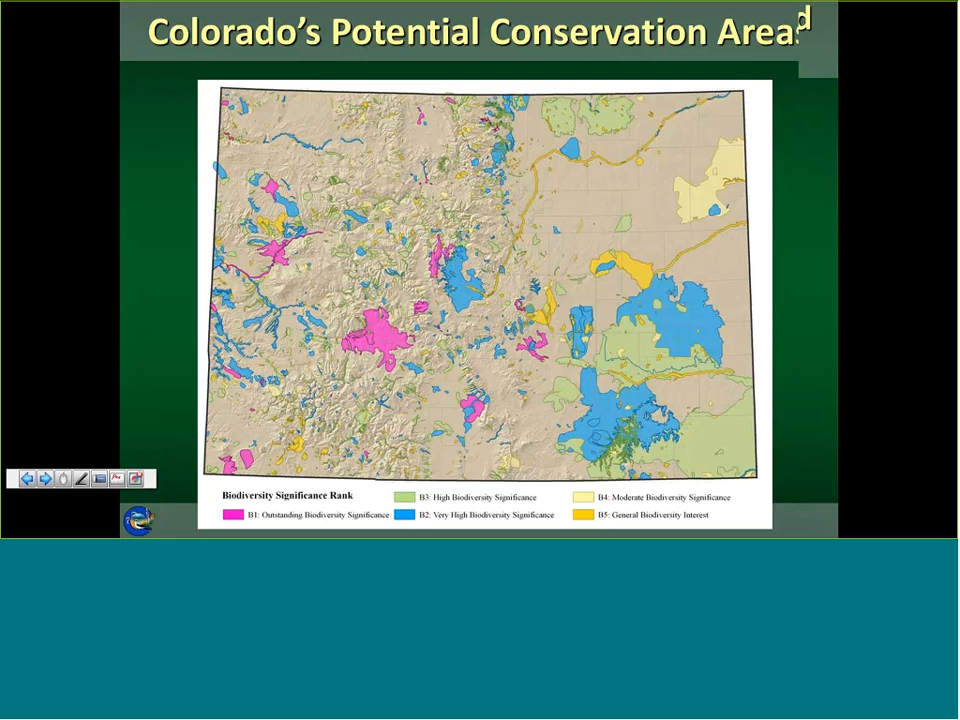 Colorado's Potential Conservation Areas
d
Biodiversity Significance Rank
B3: High Biodiversity Significance
B4: Moderate Biodiversity Significance
B1: Outstanding Biodiversity Significance
B2: Very High Biodiversity Significance
B5: General Biodiversity Interest